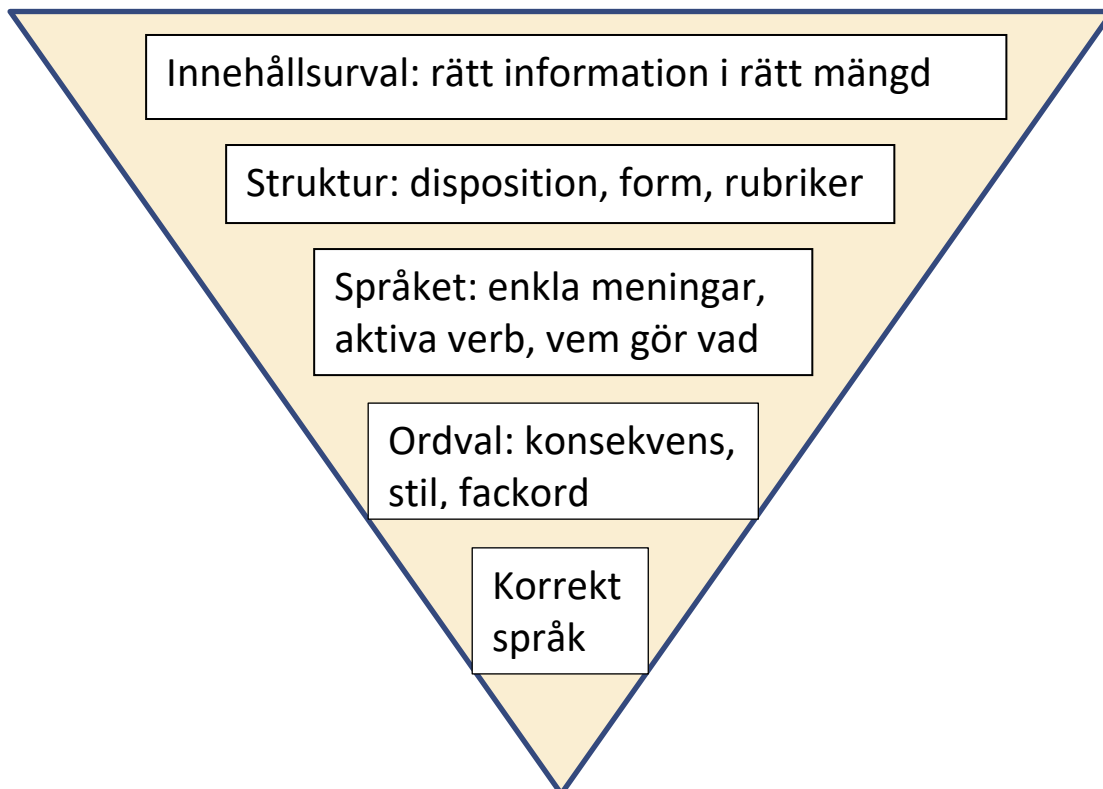 Innehållsurval: rätt information i rätt mängd
Struktur: disposition, form, rubriker
Språket: enkla meningar,
aktiva verb, vem gör vad
Ordval: konsekvens,
stil, fackord
Korrekt
språk